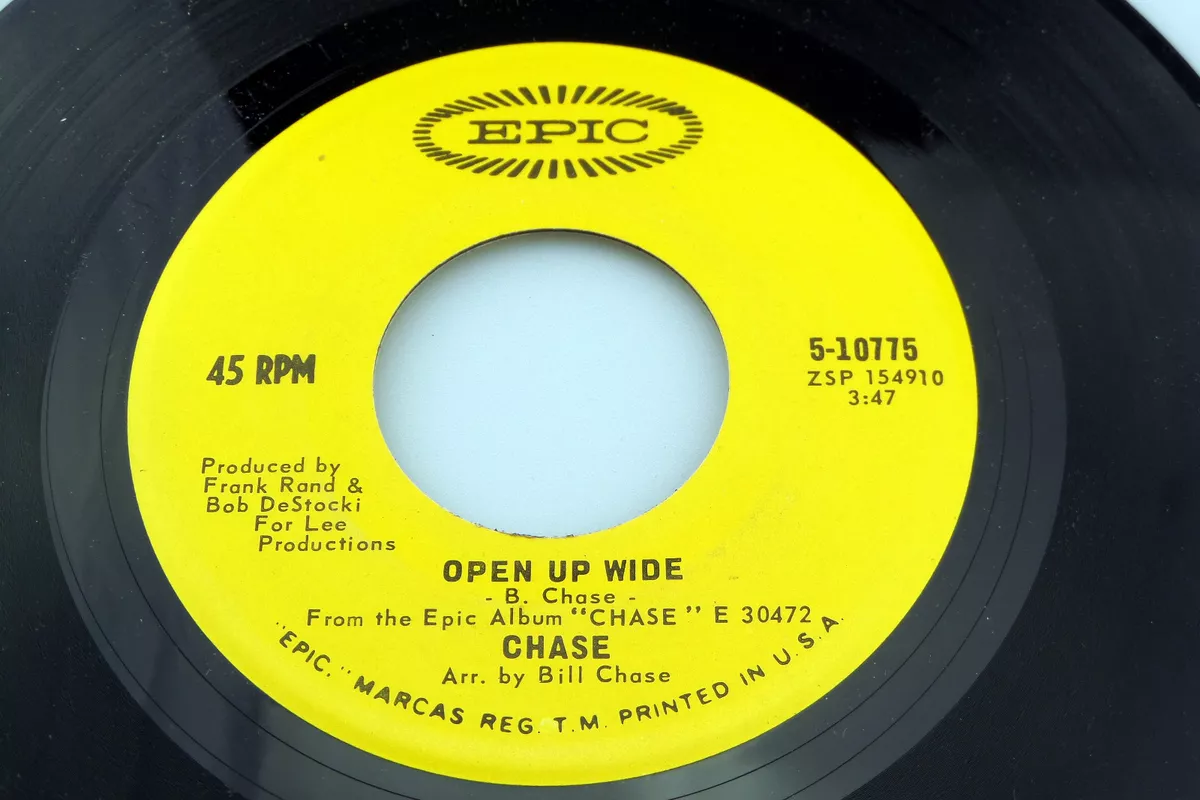 EPIC
45 RPM
5-10775
ZSP 154910
3:47
Produced by
Frank Rand &
Bob DeStocki
For Lee
Productions
OPEN UP WIDE
- B. Chase -
From the Epic Album "CHASE" E 30472
CHASE
Arr. by Bill Chase
"EPIC," MARCAS REG. T.M. PRINTED IN U.S.A.